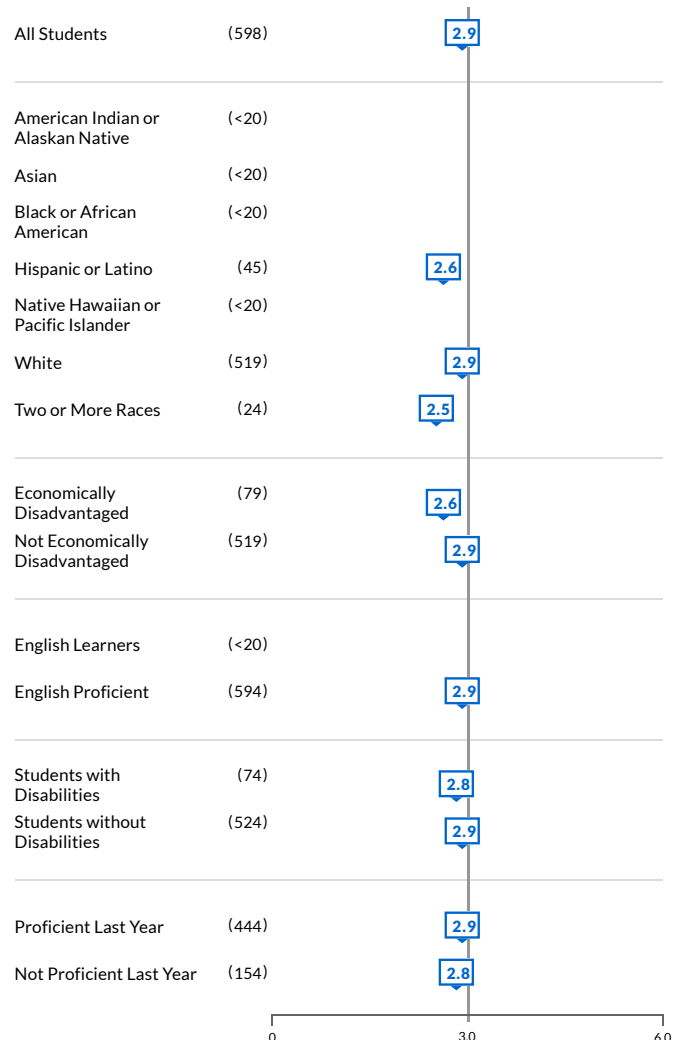 All Students (598) 2.9
American Indian or (<20)
Alaskan Native
Asian (<20)
Black or African (<20)
American
Hispanic or Latino (45) 2.6
Native Hawaiian or (<20)
Pacific Islander
White (519) 2.9
Two or More Races (24) 2.5
Economically (79)
Disadvantaged 2.6
Not Economically (519)
Disadvantaged 2.9
English Learners (<20)
English Proficient (594) 2.9
Students with (74)
Disabilities 2.8
Students without (524)
Disabilities 2.9
Proficient Last Year (444) 2.9
Not Proficient Last Year (154) 2.8
0 3.0 6.0